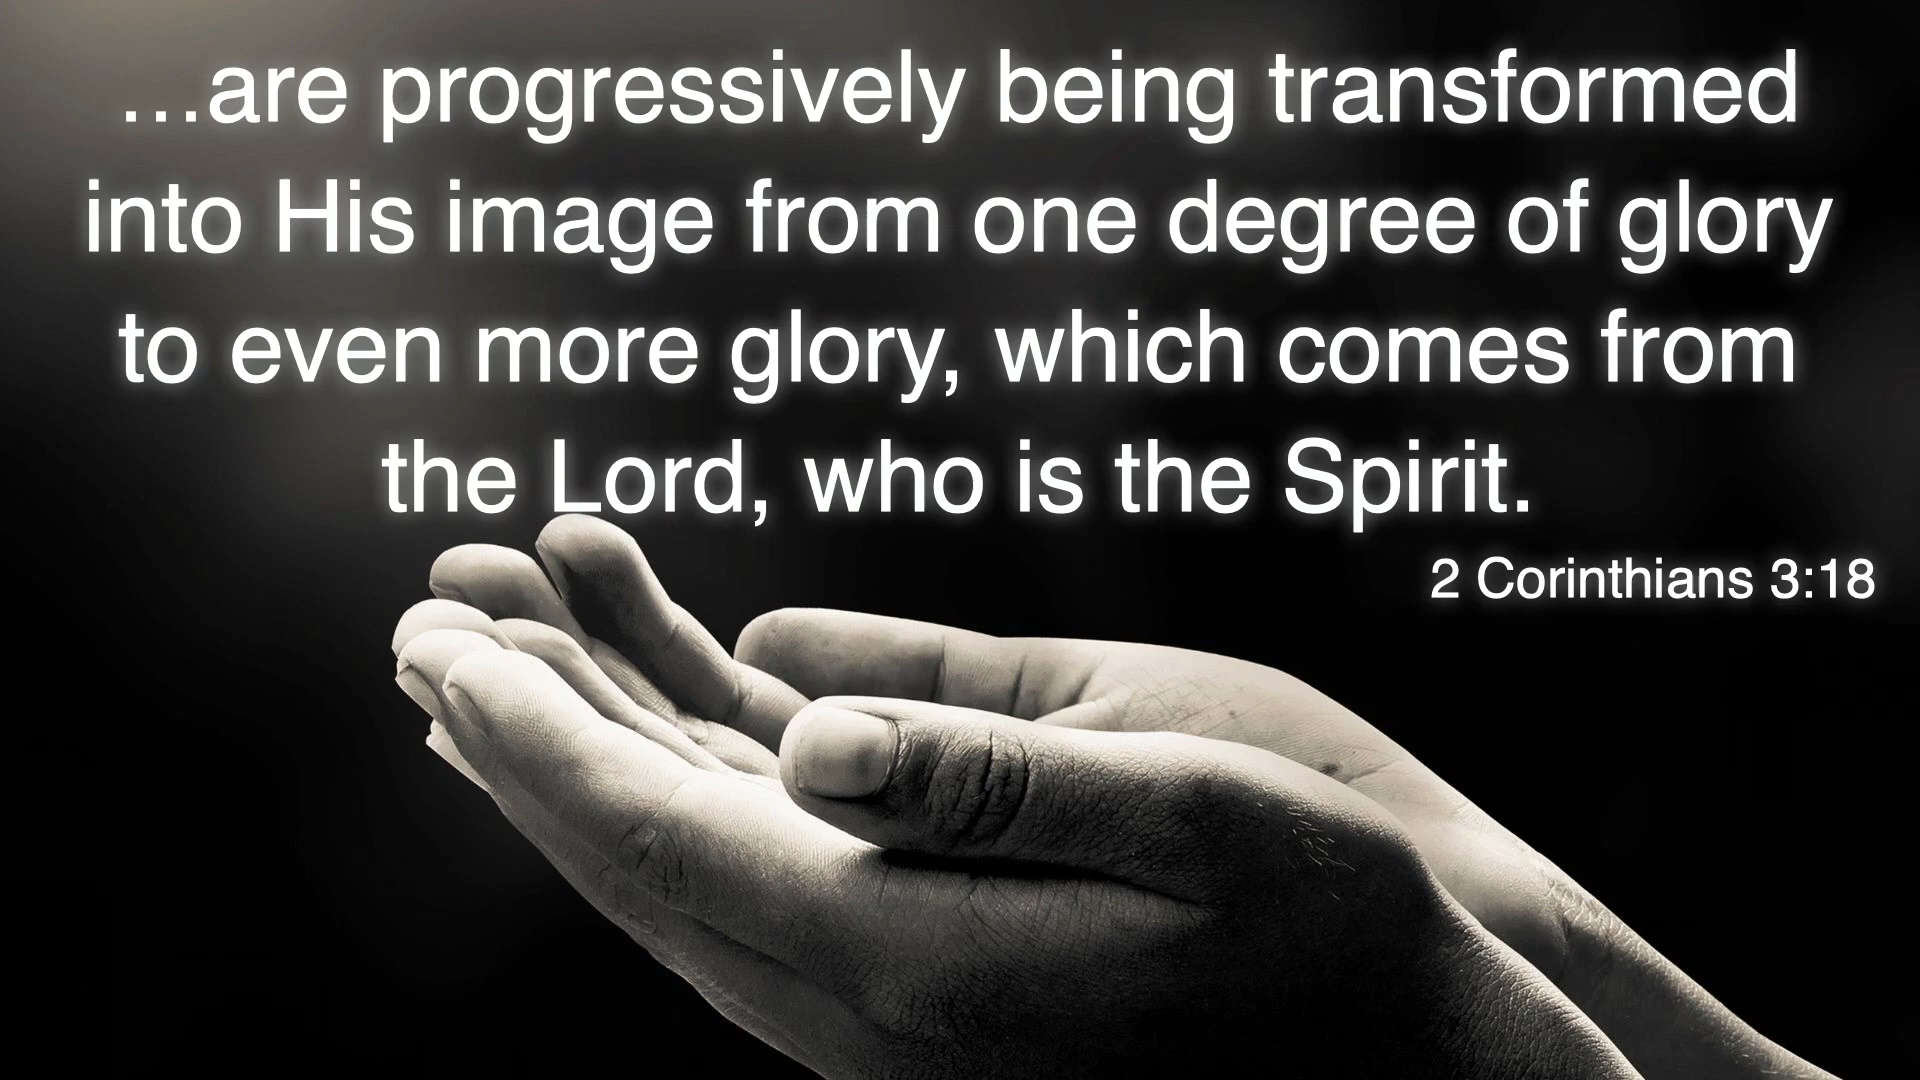 ...are progressively being transformed
into His image from one degree of glory
to even more glory, which comes from
the Lord, who is the Spirit.
2 Corinthians 3:18